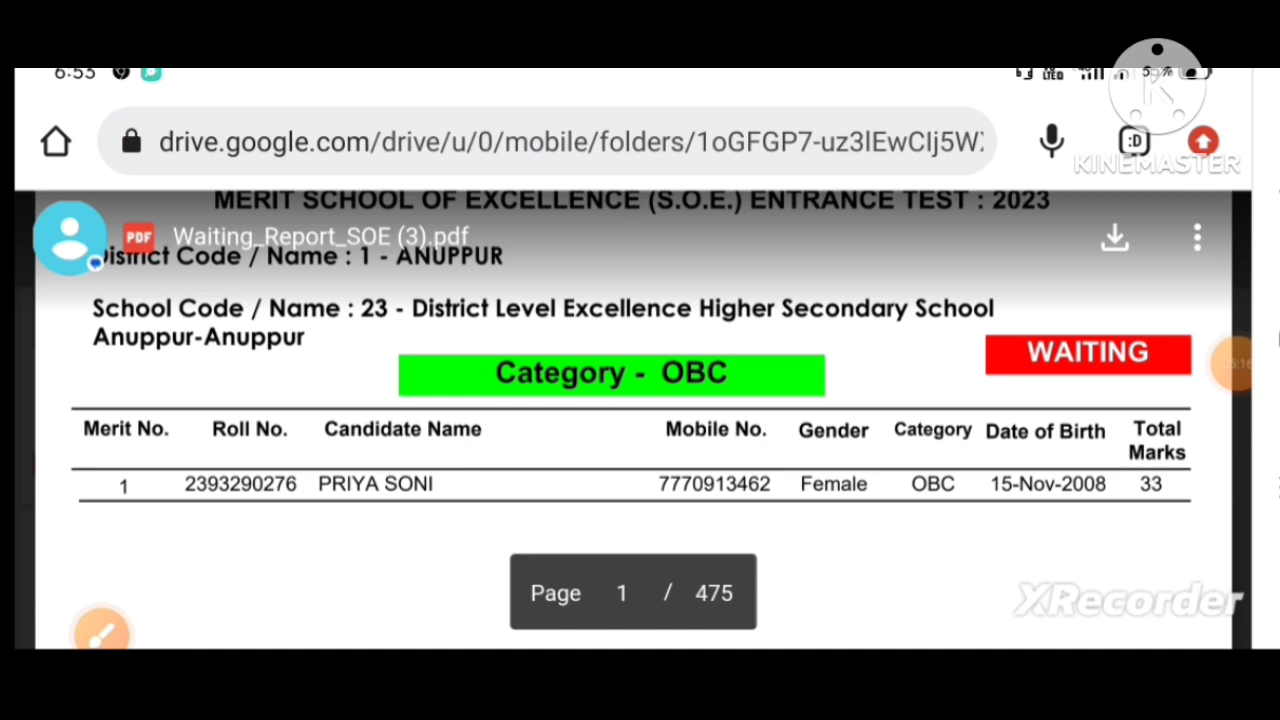 6:53
drive.google.com/drive/u/0/mobile/folders/1oGFGP7-uz3lEwClj5W
:D
KINEMASTER
MERIT SCHOOL OF EXCELLENCE (S.O.E.) ENTRANCE TEST : 2023
PDF Waiting_Report_SOE (3).pdf
District Code / Name : 1 - ANUPPUR
School Code / Name : 23 - District Level Excellence Higher Secondary School
Anuppur-Anuppur
WAITING
Category - OBC
Merit No. Roll No. Candidate Name Mobile No. Gender Category Date of Birth Total Marks
1 2393290276 PRIYA SONI 7770913462 Female OBC 15-Nov-2008 33
Page 1 / 475
XRecorder